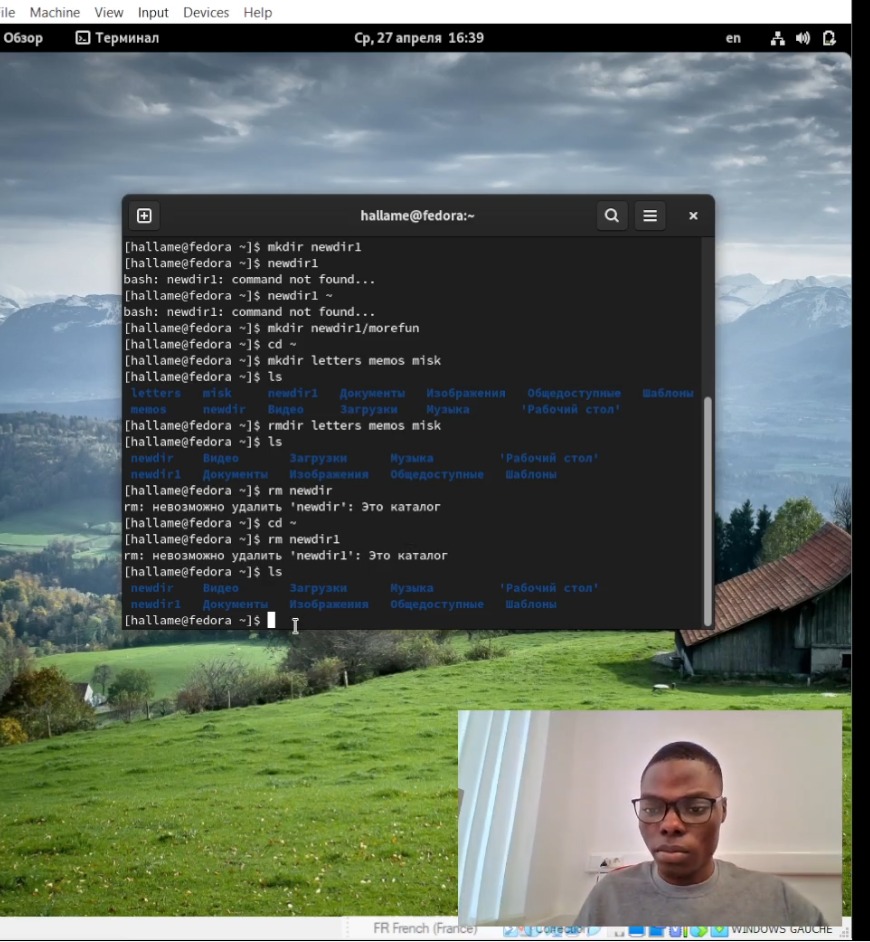 ile Machine View Input Devices Help
Обзор Терминал Ср, 27 апреля 16:39 en
hallame@fedora:~
[hallame@fedora ~]$ mkdir newdir1
[hallame@fedora ~]$ newdir1
bash: newdir1: command not found...
[hallame@fedora ~]$ newdir1 ~
bash: newdir1: command not found...
[hallame@fedora ~]$ mkdir newdir1/morefun
[hallame@fedora ~]$ cd ~
[hallame@fedora ~]$ mkdir letters memos misk
[hallame@fedora ~]$ ls
letters misk newdir1 Документы Изображения Общедоступные Шаблоны
memos newdir Видео Загрузки Музыка 'Рабочий стол'
[hallame@fedora ~]$ rmdir letters memos misk
[hallame@fedora ~]$ ls
newdir Видео Загрузки Музыка 'Рабочий стол'
newdir1 Документы Изображения Общедоступные Шаблоны
[hallame@fedora ~]$ rm newdir
rm: невозможно удалить 'newdir': Это каталог
[hallame@fedora ~]$ cd ~
[hallame@fedora ~]$ rm newdir1
rm: невозможно удалить 'newdir1': Это каталог
[hallame@fedora ~]$ ls
newdir Видео Загрузки Музыка 'Рабочий стол'
newdir1 Документы Изображения Общедоступные Шаблоны
[hallame@fedora ~]$
FR French (France) WINDOWS GAUCHE